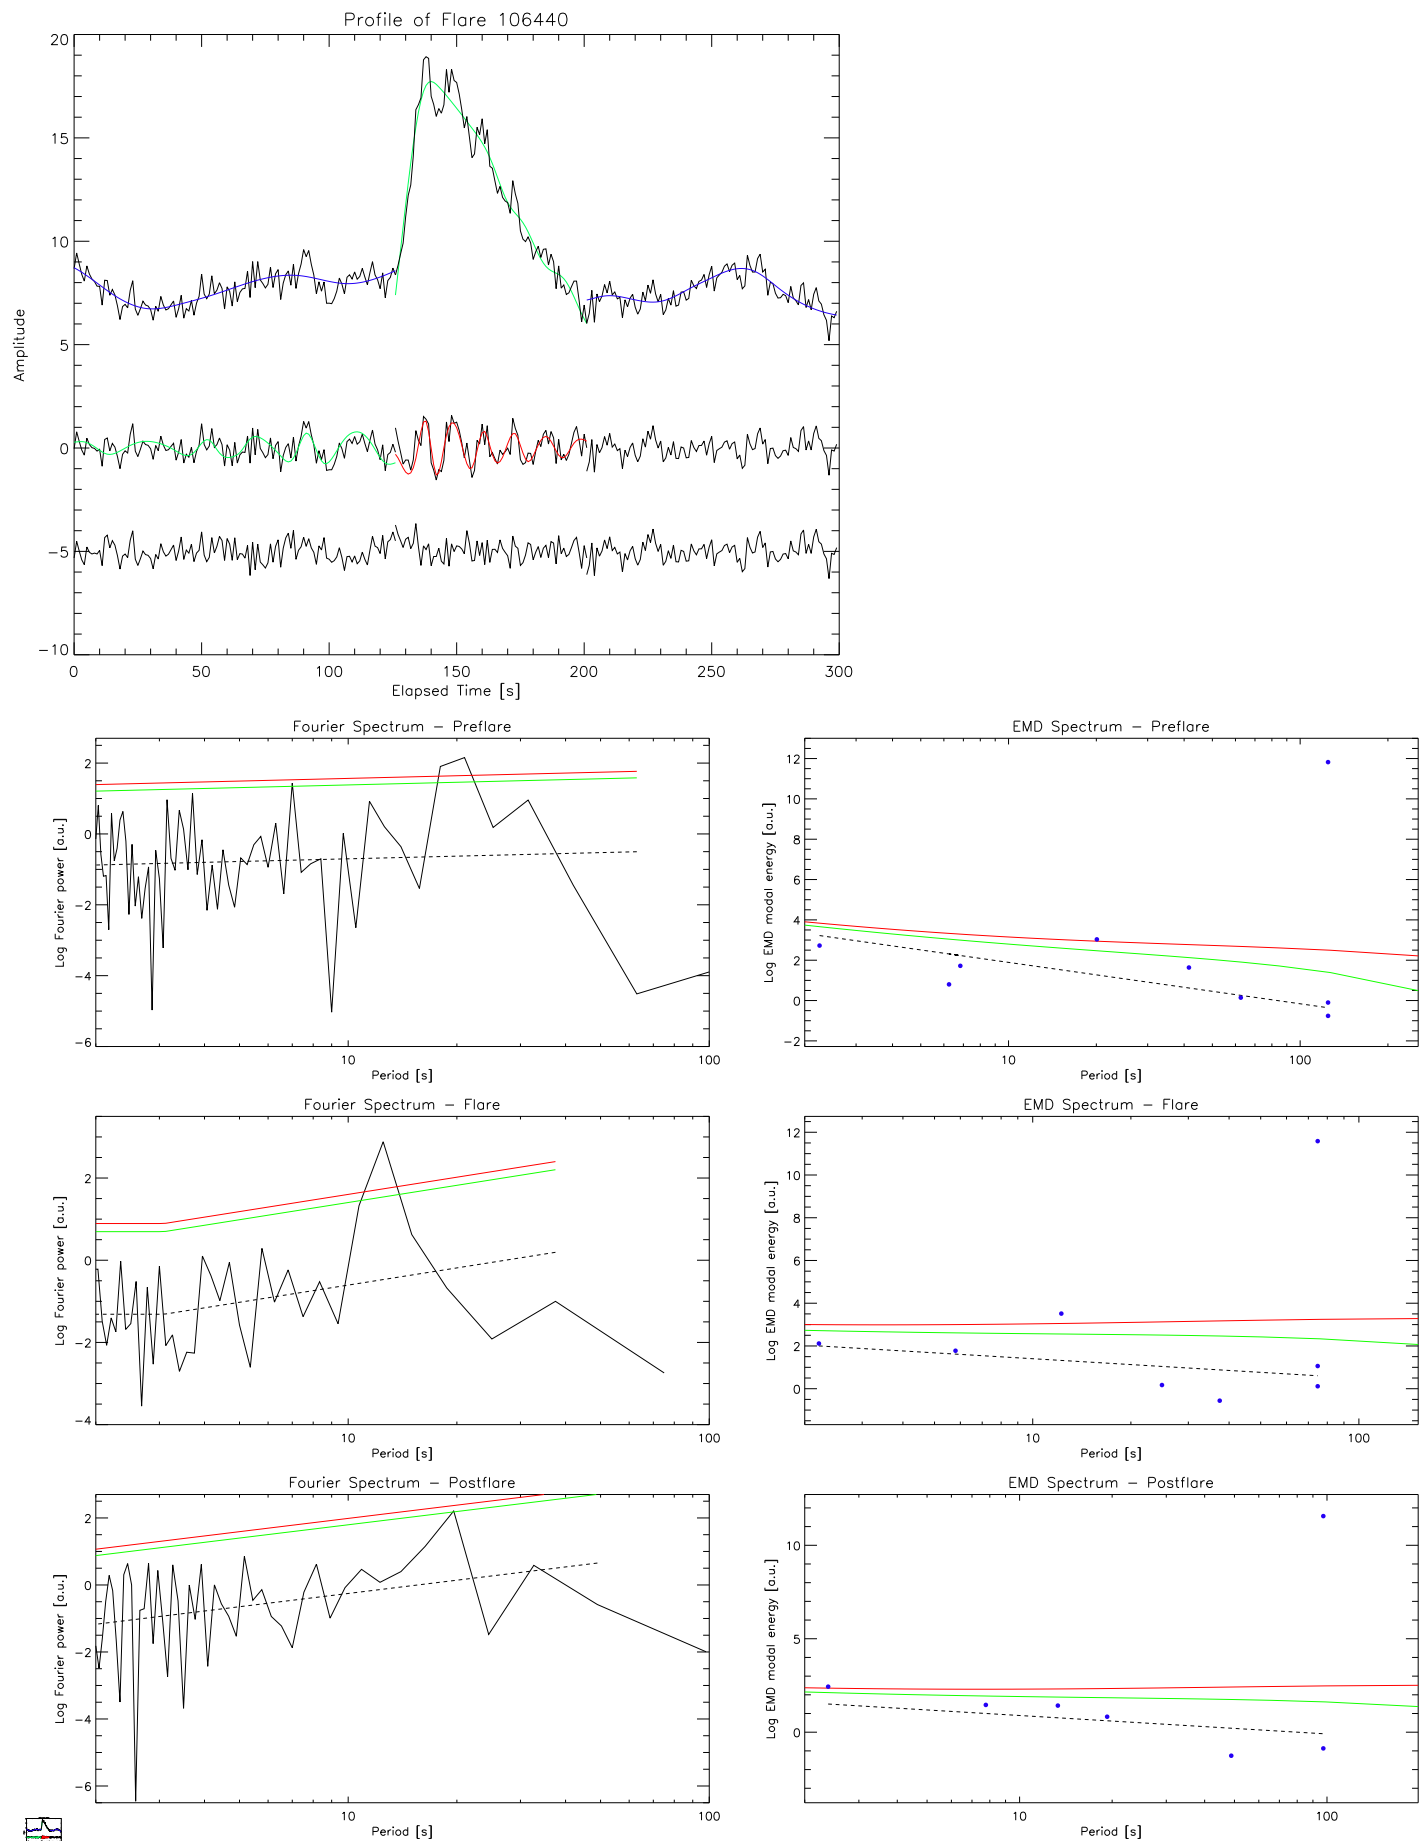 Profile of Flare 106440
20
15
10
5
0
−5
−10
Amplitude
0 50 100 150 200 250 300
Elapsed Time [s]
Fourier Spectrum − Preflare
2
0
−2
−4
−6
Log Fourier power [a.u.]
10 100
Period [s]
EMD Spectrum − Preflare
12
10
8
6
4
2
0
−2
Log EMD modal energy [a.u.]
10 100
Period [s]
Fourier Spectrum − Flare
2
0
−2
−4
Log Fourier power [a.u.]
10 100
Period [s]
EMD Spectrum − Flare
12
10
8
6
4
2
0
Log EMD modal energy [a.u.]
10 100
Period [s]
Fourier Spectrum − Postflare
2
0
−2
−4
−6
Log Fourier power [a.u.]
10 100
Period [s]
EMD Spectrum − Postflare
10
5
0
Log EMD modal energy [a.u.]
10 100
Period [s]